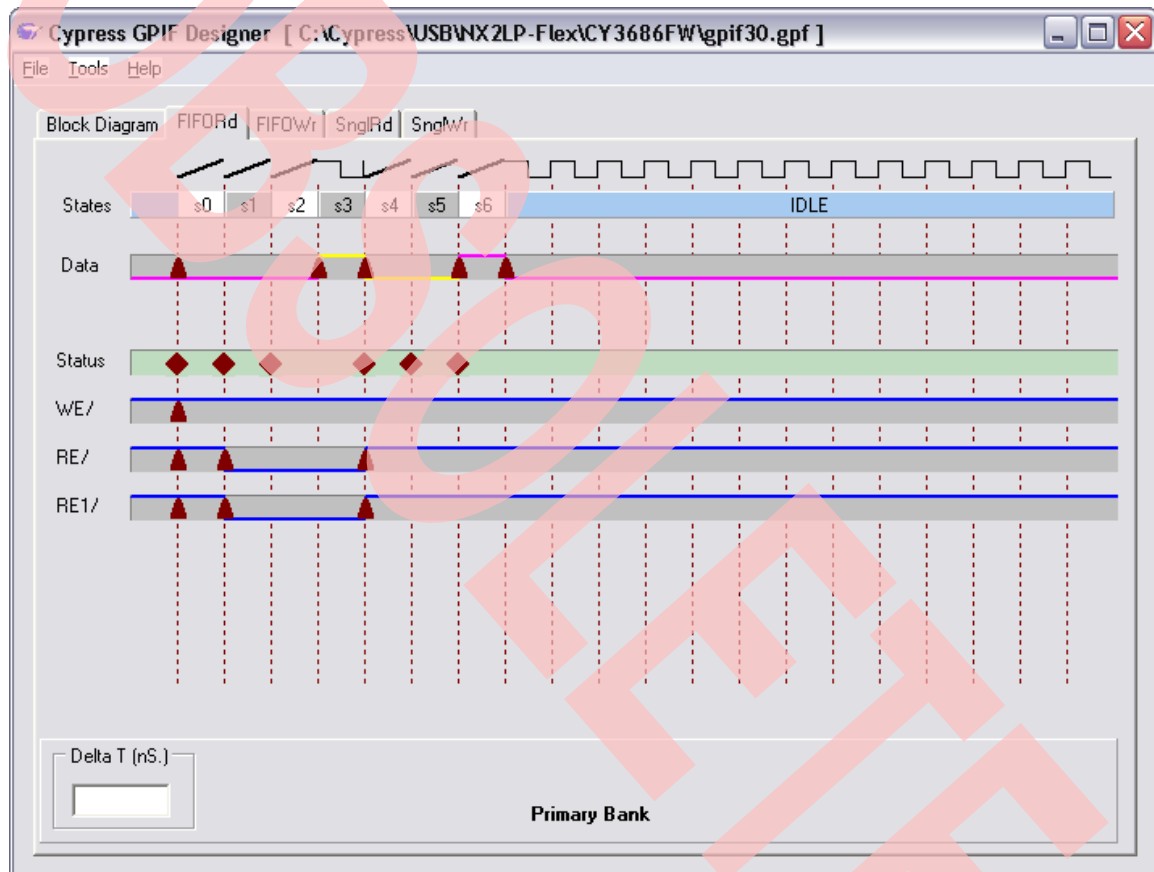 Cypress GPIF Designer [ C:\Cypress\USB\NX2LP-Flex\CY3686FW\gpif30.gpf ]
File Tools Help
Block Diagram FIFORd FIFOWr SnglRd SnglWr
States s0 s1 s2 s3 s4 s5 s6 IDLE
Data
Status
WE/
RE/
RE1/
Delta T (nS.)
Primary Bank
OBSOLETE